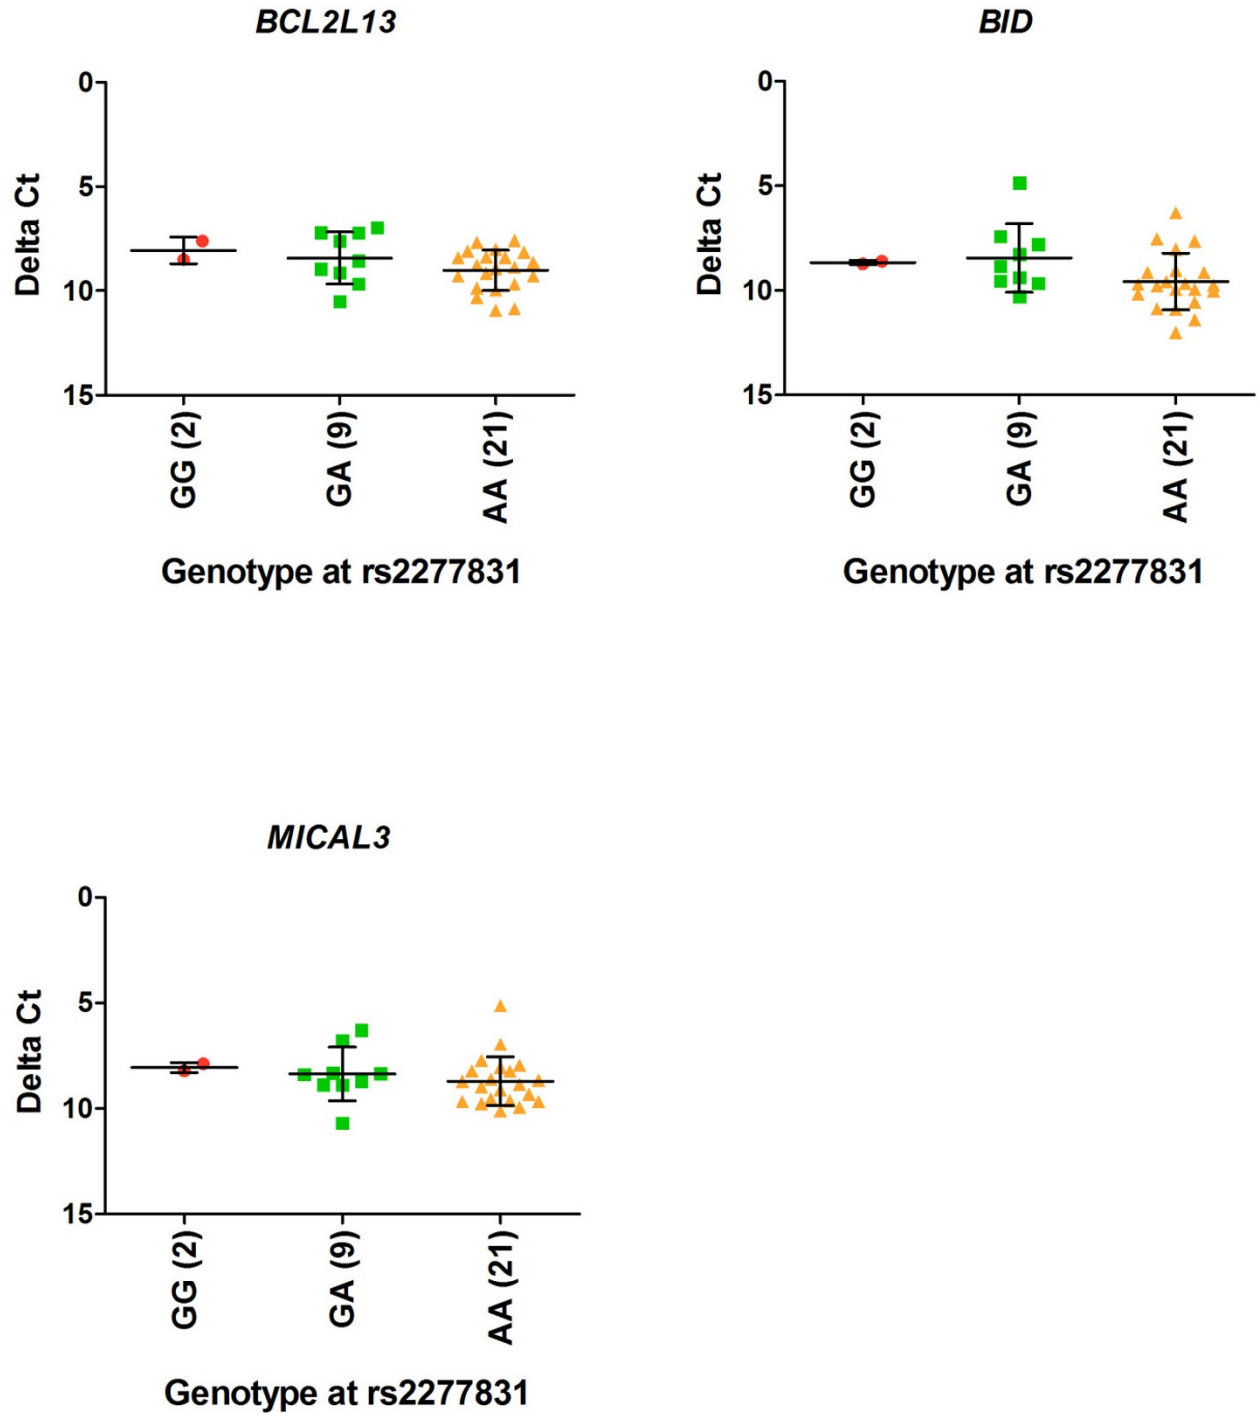 BCL2L13
0
5
10
15
Delta Ct
GG (2)
GA (9)
AA (21)
Genotype at rs2277831
BID
0
5
10
15
Delta Ct
GG (2)
GA (9)
AA (21)
Genotype at rs2277831
MICAL3
0
5
10
15
Delta Ct
GG (2)
GA (9)
AA (21)
Genotype at rs2277831